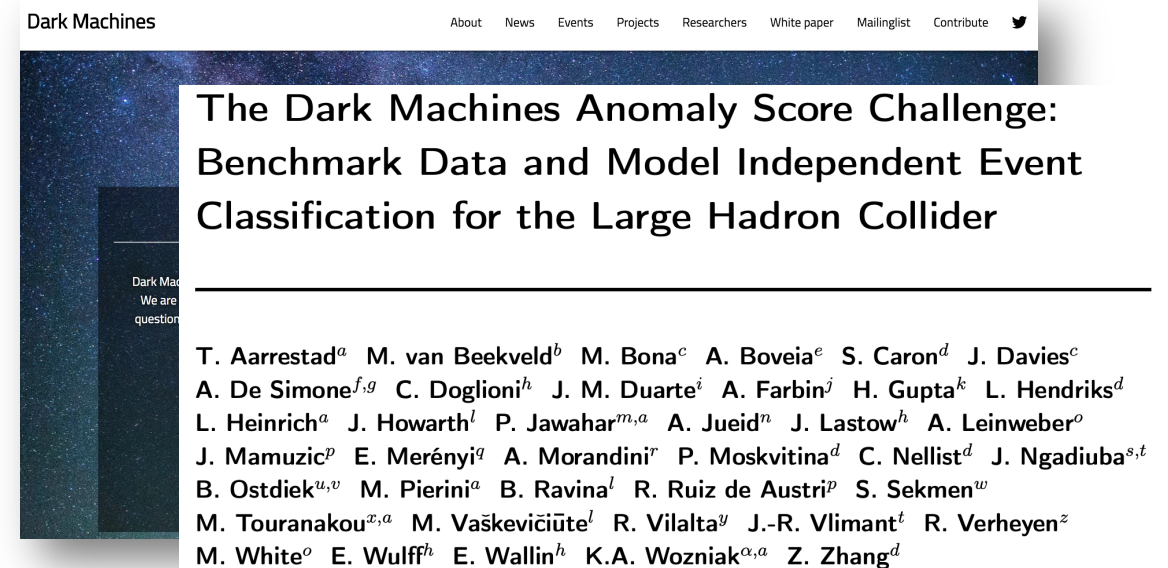 Dark Machines
About News Events Projects Researchers White paper Mailinglist Contribute
The Dark Machines Anomaly Score Challenge:
Benchmark Data and Model Independent Event
Classification for the Large Hadron Collider
Dark Mac
We are
question
T. Aarrestad^a M. van Beekveld^b M. Bona^c A. Boveia^e S. Caron^d J. Davies^c
A. De Simone^f,g C. Doglioni^h J. M. Duarte^i A. Farbin^j H. Gupta^k L. Hendriks^d
L. Heinrich^a J. Howarth^l P. Jawahar^m,a A. Jueid^n J. Lastow^h A. Leinweber^o
J. Mamuzic^p E. Merényi^q A. Morandini^r P. Moskvitina^d C. Nellist^d J. Ngadiuba^s,t
B. Ostdiek^u,v M. Pierini^a B. Ravina^l R. Ruiz de Austri^p S. Sekmen^w
M. Touranakou^x,a M. Vaškevičiūte^l R. Vilalta^y J.-R. Vlimant^t R. Verheyen^z
M. White^o E. Wulff^h E. Wallin^h K.A. Wozniak^α,a Z. Zhang^d